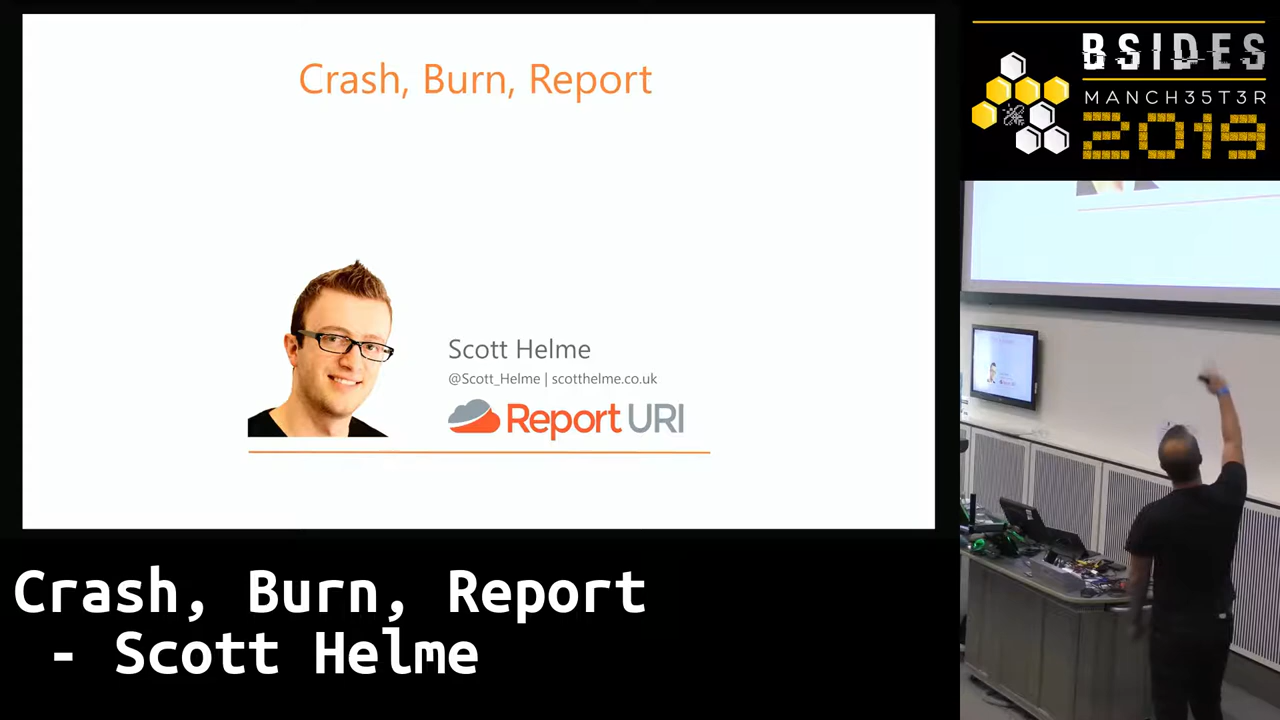 Crash, Burn, Report
Scott Helme
@Scott_Helme | scotthelme.co.uk
Report URI
BSIDES
MANCH35T3R
2019
Crash, Burn, Report
- Scott Helme